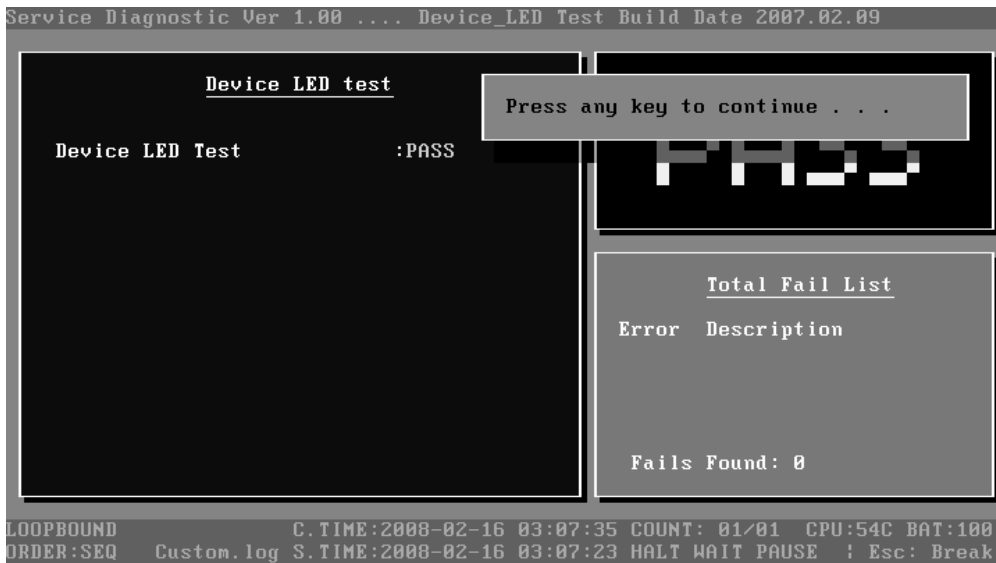 Service Diagnostic Ver 1.00 .... Device_LED Test Build Date 2007.02.09
Device LED test
Press any key to continue . . .
Device LED Test :PASS
PASS
Total Fail List
Error Description
Fails Found: 0
LOOPBOUND C.TIME:2008-02-16 03:07:35 COUNT: 01/01 CPU:54C BAT:100
ORDER:SEQ Custom.log S.TIME:2008-02-16 03:07:23 HALT WAIT PAUSE ¦ Esc: Break